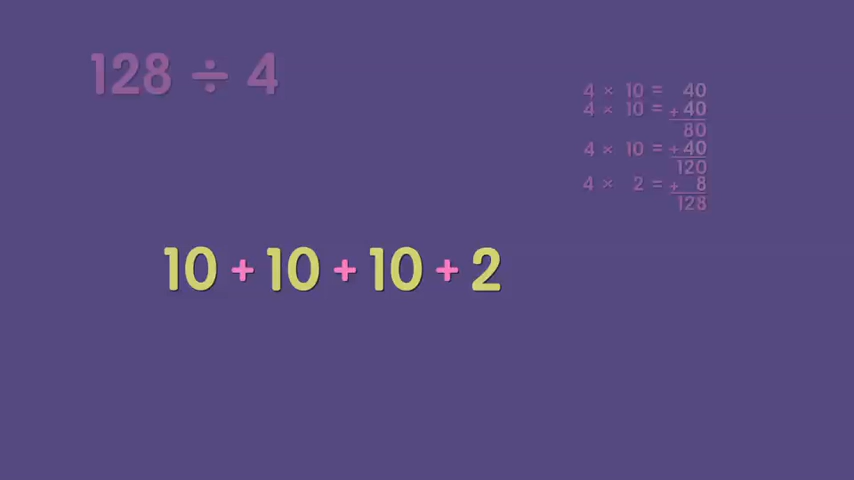 128 ÷ 4
4 × 10 = 40
4 × 10 = + 40
80
4 × 10 = + 40
120
4 × 2 = + 8
128
10 + 10 + 10 + 2